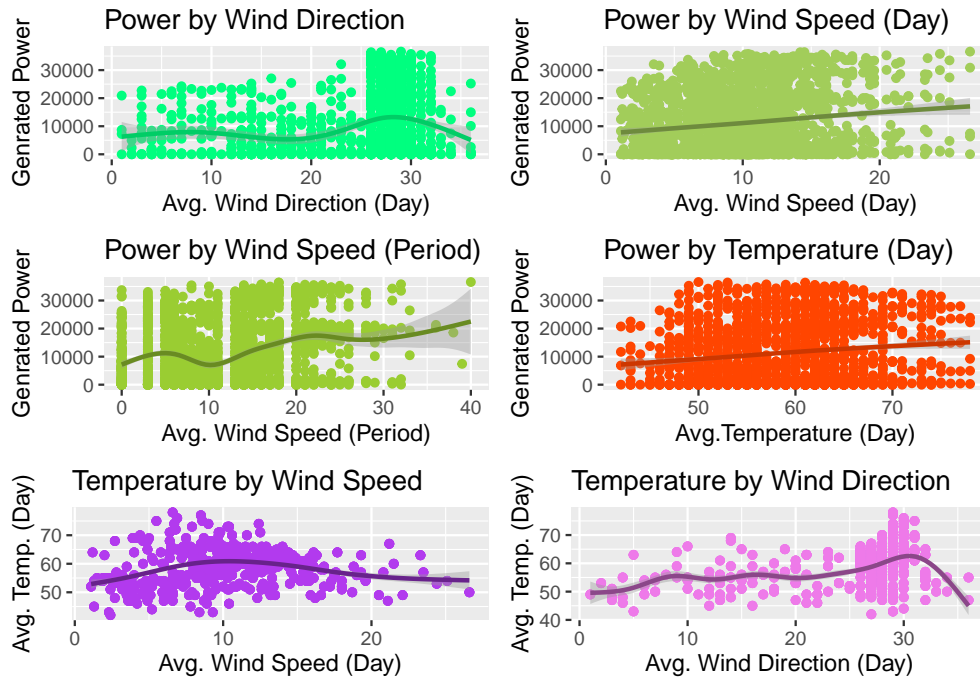 Power by Wind Direction
Genrated Power
30000
20000
10000
0
0 10 20 30
Avg. Wind Direction (Day)
Power by Wind Speed (Day)
Genrated Power
30000
20000
10000
0
0 10 20
Avg. Wind Speed (Day)
Power by Wind Speed (Period)
Genrated Power
30000
20000
10000
0
0 10 20 30 40
Avg. Wind Speed (Period)
Power by Temperature (Day)
Genrated Power
30000
20000
10000
0
50 60 70
Avg.Temperature (Day)
Temperature by Wind Speed
Avg. Temp. (Day)
70
60
50
0 10 20
Avg. Wind Speed (Day)
Temperature by Wind Direction
Avg. Temp. (Day)
70
60
50
40
0 10 20 30
Avg. Wind Direction (Day)